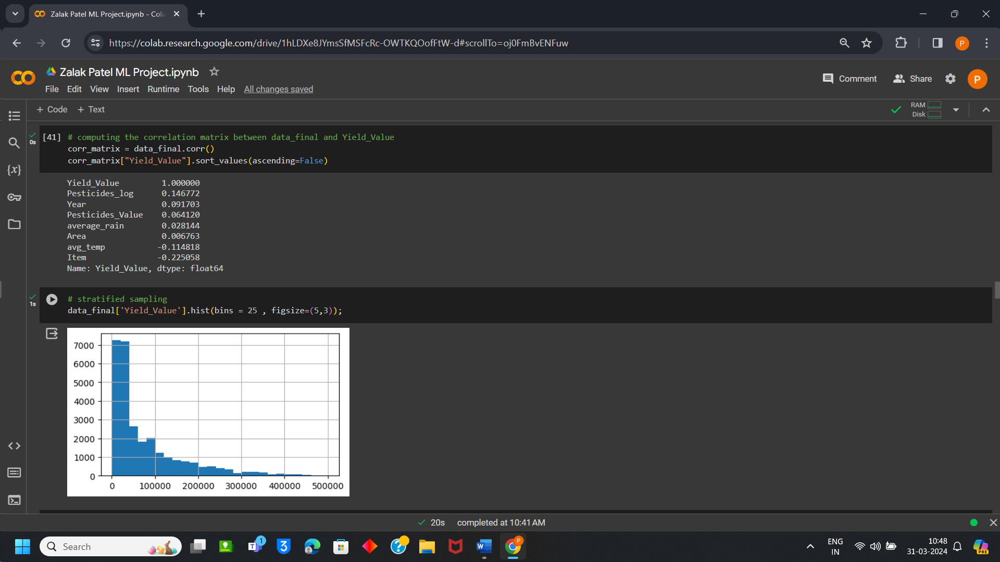 Zalak Patel ML Project.ipynb - Cola
https://colab.research.google.com/drive/1hLDXe8JYmsSfMSFcRc-OWTKQOofFtW-d#scrollTo=oj0FmBvENFuw
P
Zalak Patel ML Project.ipynb
File Edit View Insert Runtime Tools Help All changes saved
Comment Share P
+ Code + Text
RAM
Disk
0s
[41] # computing the correlation matrix between data_final and Yield_Value
corr_matrix = data_final.corr()
corr_matrix["Yield_Value"].sort_values(ascending=False)
{x}
Yield_Value 1.000000
Pesticides_log 0.146772
Year 0.091703
Pesticides_Value 0.064120
average_rain 0.028144
Area 0.006763
avg_temp -0.114818
Item -0.225058
Name: Yield_Value, dtype: float64
1s
# stratified sampling
data_final['Yield_Value'].hist(bins = 25 , figsize=(5,3));
7000
6000
5000
4000
3000
2000
1000
0
0 100000 200000 300000 400000 500000
20s completed at 10:41 AM
Search
1
T
3
?
W
P
ENG
IN
10:48
31-03-2024
PRE